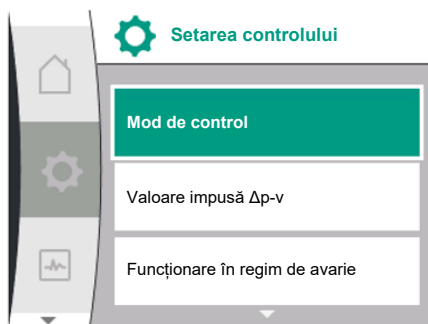 Setarea controlului
Mod de control
Valoare impusă Δp-v
Funcționare în regim de avarie